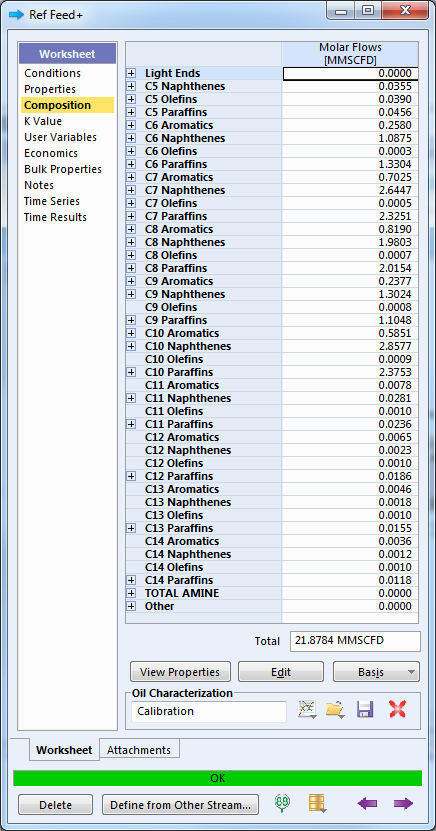 Ref Feed+
Worksheet
Conditions
Properties
Composition
K Value
User Variables
Economics
Bulk Properties
Notes
Time Series
Time Results
Molar Flows
[MMSCFD]
Light Ends 0.0000
C5 Naphthenes 0.0355
C5 Olefins 0.0390
C5 Paraffins 0.0456
C6 Aromatics 0.2580
C6 Naphthenes 1.0875
C6 Olefins 0.0003
C6 Paraffins 1.3304
C7 Aromatics 0.7025
C7 Naphthenes 2.6447
C7 Olefins 0.0005
C7 Paraffins 2.3251
C8 Aromatics 0.8190
C8 Naphthenes 1.9803
C8 Olefins 0.0007
C8 Paraffins 2.0154
C9 Aromatics 0.2377
C9 Naphthenes 1.3024
C9 Olefins 0.0008
C9 Paraffins 1.1048
C10 Aromatics 0.5851
C10 Naphthenes 2.8577
C10 Olefins 0.0009
C10 Paraffins 2.3753
C11 Aromatics 0.0078
C11 Naphthenes 0.0281
C11 Olefins 0.0010
C11 Paraffins 0.0236
C12 Aromatics 0.0065
C12 Naphthenes 0.0023
C12 Olefins 0.0010
C12 Paraffins 0.0186
C13 Aromatics 0.0046
C13 Naphthenes 0.0018
C13 Olefins 0.0010
C13 Paraffins 0.0155
C14 Aromatics 0.0036
C14 Naphthenes 0.0012
C14 Olefins 0.0010
C14 Paraffins 0.0118
TOTAL AMINE 0.0000
Other 0.0000
Total 21.8784 MMSCFD
View Properties Edit Basis
Oil Characterization
Calibration
Worksheet Attachments
OK
Delete Define from Other Stream...